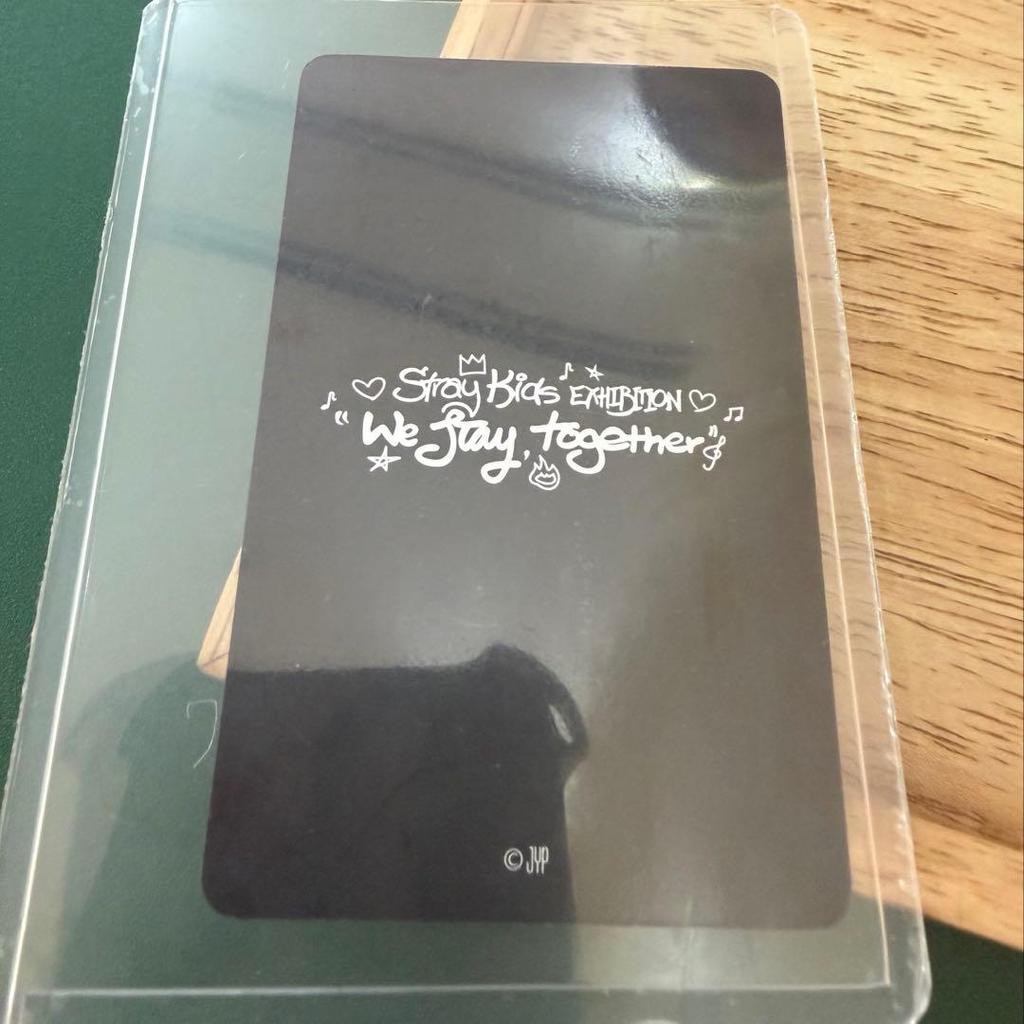 Stray Kids EXHIBITION
"We Stay, together"
© JYP